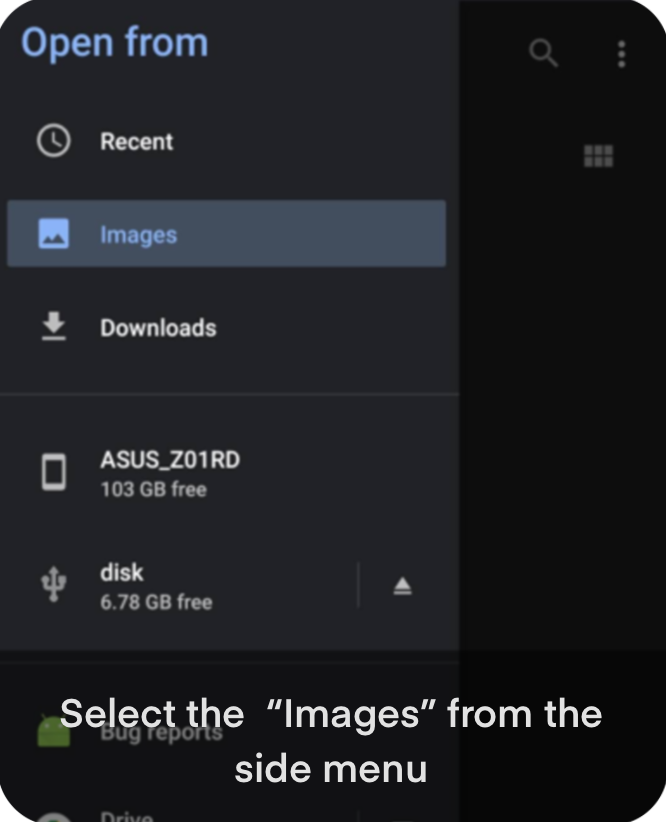 Open from
Recent
Images
Downloads
ASUS_Z01RD
103 GB free
disk
6.78 GB free
Bug reports
Select the “Images” from the
side menu
Drive